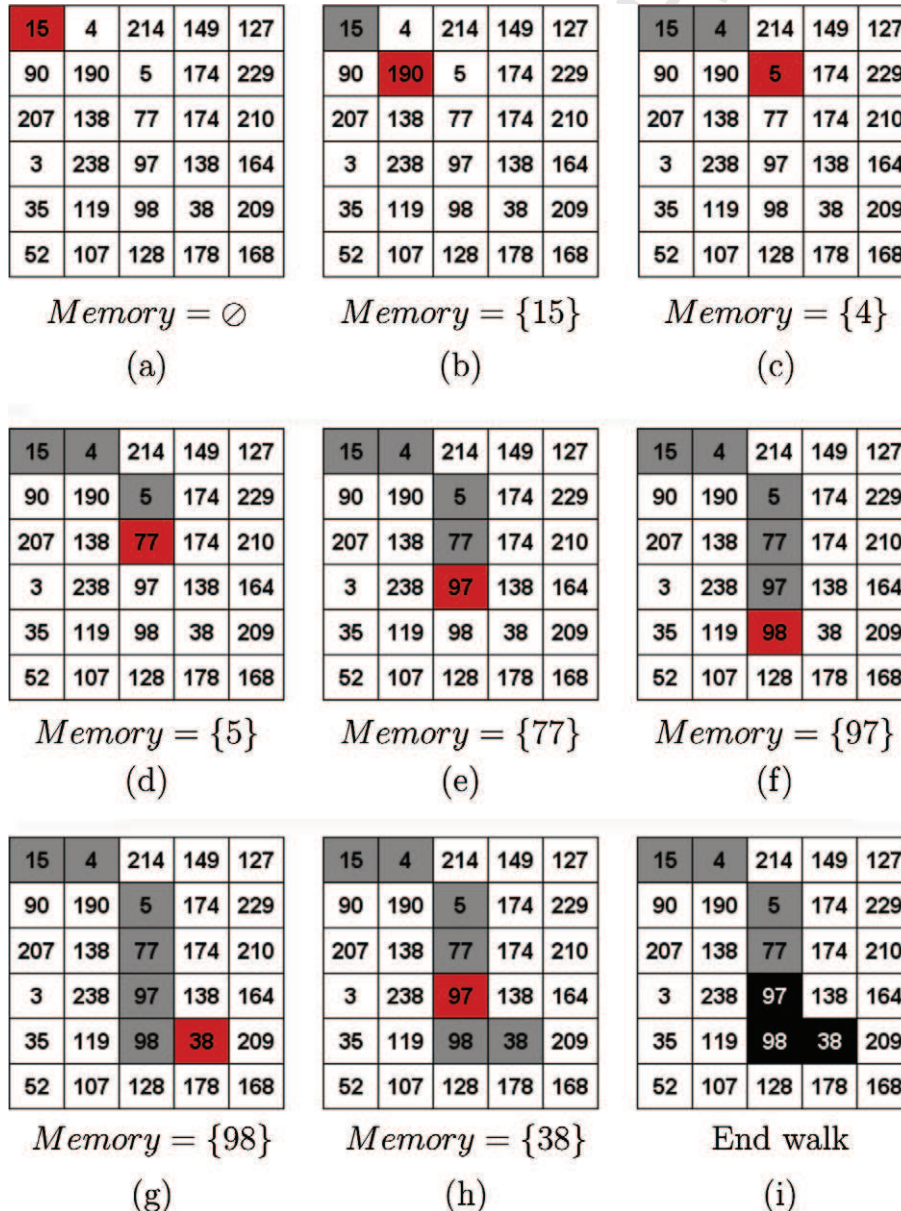 15 4 214 149 127 15 4 214 149 127 15 4 214 149 127
90 190 5 174 229 90 190 5 174 229 90 190 5 174 229
207 138 77 174 210 207 138 77 174 210 207 138 77 174 210
3 238 97 138 164 3 238 97 138 164 3 238 97 138 164
35 119 98 38 209 35 119 98 38 209 35 119 98 38 209
52 107 128 178 168 52 107 128 178 168 52 107 128 178 168
Memory = ∅ Memory = {15} Memory = {4}
(a) (b) (c)
15 4 214 149 127 15 4 214 149 127 15 4 214 149 127
90 190 5 174 229 90 190 5 174 229 90 190 5 174 229
207 138 77 174 210 207 138 77 174 210 207 138 77 174 210
3 238 97 138 164 3 238 97 138 164 3 238 97 138 164
35 119 98 38 209 35 119 98 38 209 35 119 98 38 209
52 107 128 178 168 52 107 128 178 168 52 107 128 178 168
Memory = {5} Memory = {77} Memory = {97}
(d) (e) (f)
15 4 214 149 127 15 4 214 149 127 15 4 214 149 127
90 190 5 174 229 90 190 5 174 229 90 190 5 174 229
207 138 77 174 210 207 138 77 174 210 207 138 77 174 210
3 238 97 138 164 3 238 97 138 164 3 238 97 138 164
35 119 98 38 209 35 119 98 38 209 35 119 98 38 209
52 107 128 178 168 52 107 128 178 168 52 107 128 178 168
Memory = {98} Memory = {38} End walk
(g) (h) (i)